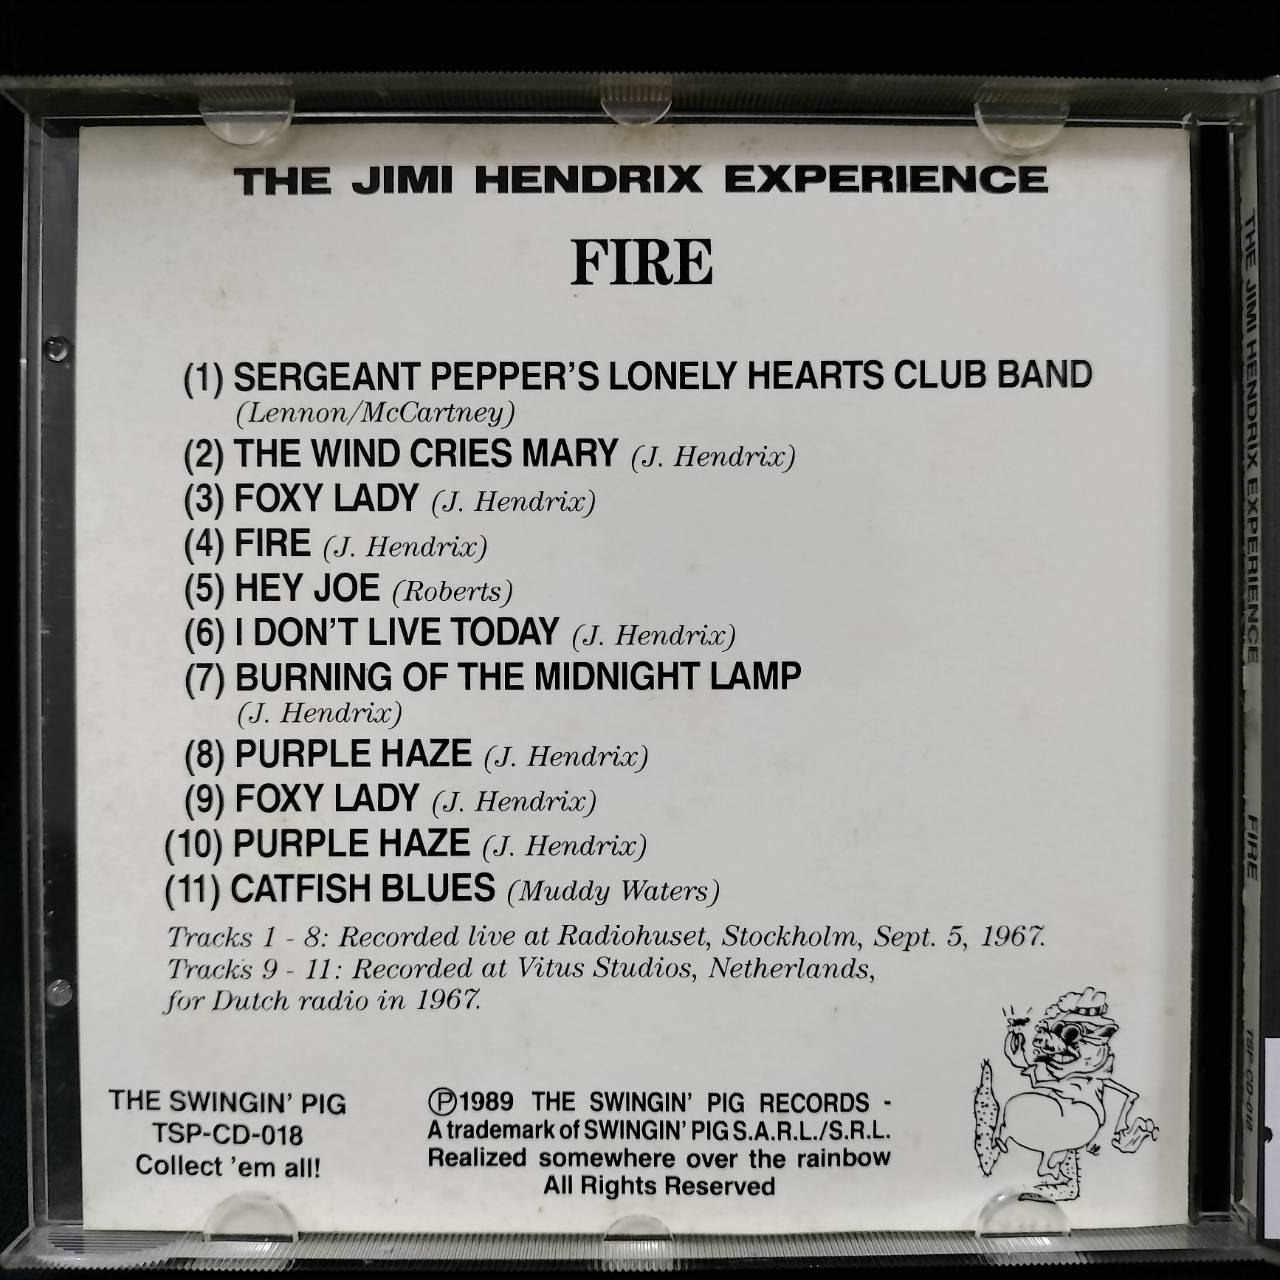 THE JIMI HENDRIX EXPERIENCE
FIRE
(1) SERGEANT PEPPER'S LONELY HEARTS CLUB BAND
(Lennon/McCartney)
(2) THE WIND CRIES MARY (J. Hendrix)
(3) FOXY LADY (J. Hendrix)
(4) FIRE (J. Hendrix)
(5) HEY JOE (Roberts)
(6) I DON'T LIVE TODAY (J. Hendrix)
(7) BURNING OF THE MIDNIGHT LAMP
(J. Hendrix)
(8) PURPLE HAZE (J. Hendrix)
(9) FOXY LADY (J. Hendrix)
(10) PURPLE HAZE (J. Hendrix)
(11) CATFISH BLUES (Muddy Waters)
Tracks 1 - 8: Recorded live at Radiohuset, Stockholm, Sept. 5, 1967.
Tracks 9 - 11: Recorded at Vitus Studios, Netherlands,
for Dutch radio in 1967.
THE SWINGIN' PIG
TSP-CD-018
Collect 'em all!
Ⓟ1989 THE SWINGIN' PIG RECORDS -
A trademark of SWINGIN' PIG S.A.R.L./S.R.L.
Realized somewhere over the rainbow
All Rights Reserved
THE JIMI HENDRIX EXPERIENCE FIRE TSP-CD-018